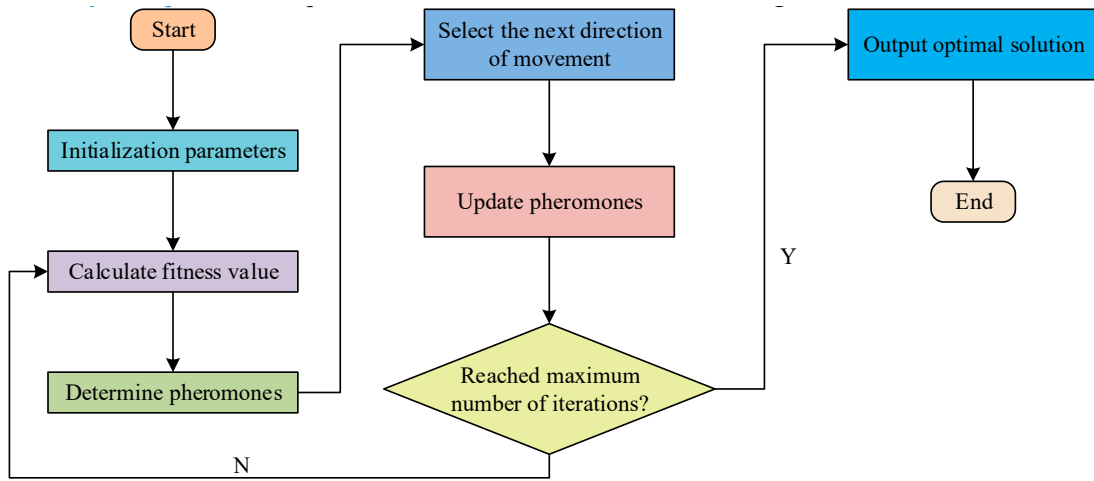 Start
Initialization parameters
Calculate fitness value
Determine pheromones
Select the next direction
of movement
Update pheromones
Reached maximum
number of iterations?
N
Y
Output optimal solution
End